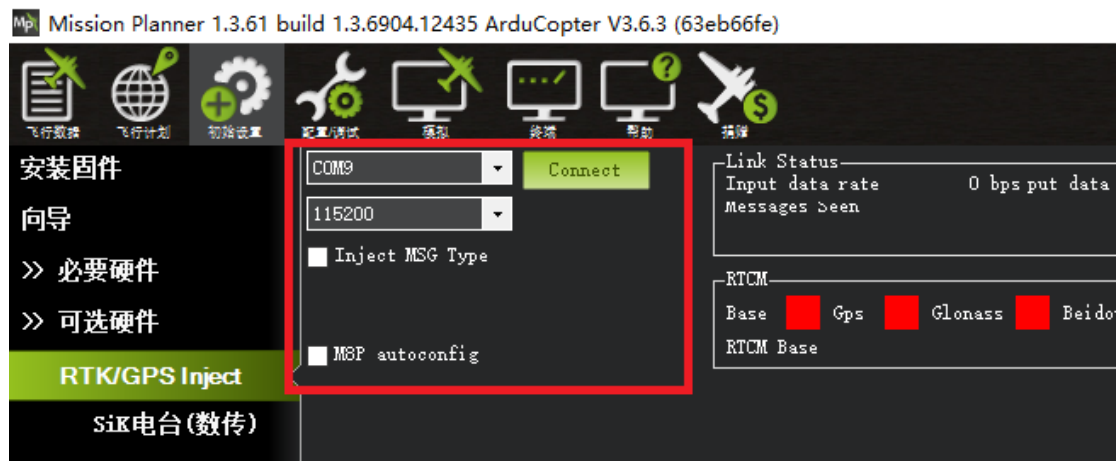 Mission Planner 1.3.61 build 1.3.6904.12435 ArduCopter V3.6.3 (63eb66fe)
飞行数据 飞行计划 初始设置 配置/调试 模拟 终端 帮助 捐赠
安装固件
向导
>> 必要硬件
>> 可选硬件
RTK/GPS Inject
SiK电台(数传)
COM9 Connect
115200
Inject MSG Type
M8P autoconfig
Link Status
Input data rate 0 bps put data
Messages Seen
RTCM
Base Gps Glonass Beidou
RTCM Base